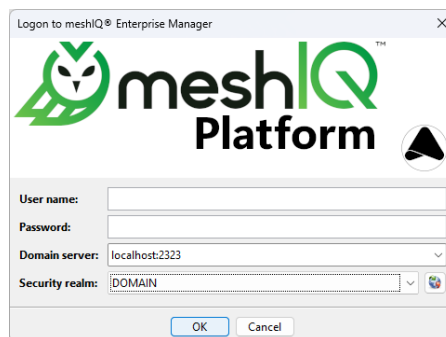 Logon to meshIQ® Enterprise Manager
meshIQ™
Platform
User name:
Password:
Domain server: localhost:2323
Security realm: DOMAIN
OK Cancel